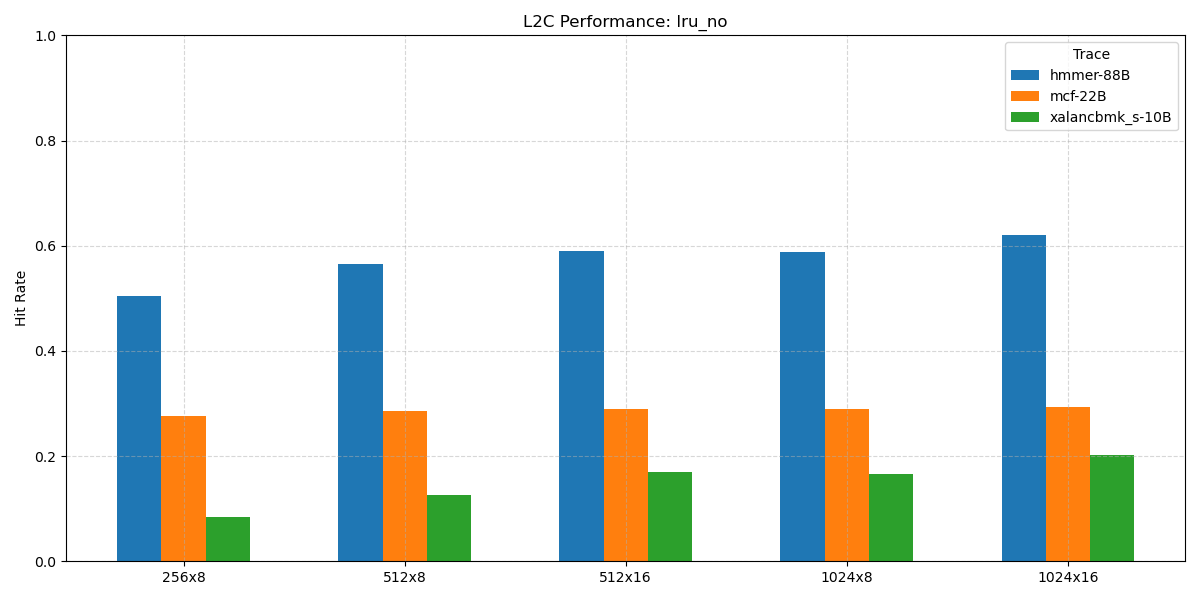 L2C Performance: lru_no
Trace
hmmer-88B
mcf-22B
xalancbmk_s-10B
Hit Rate
1.0
0.8
0.6
0.4
0.2
0.0
256x8 512x8 512x16 1024x8 1024x16